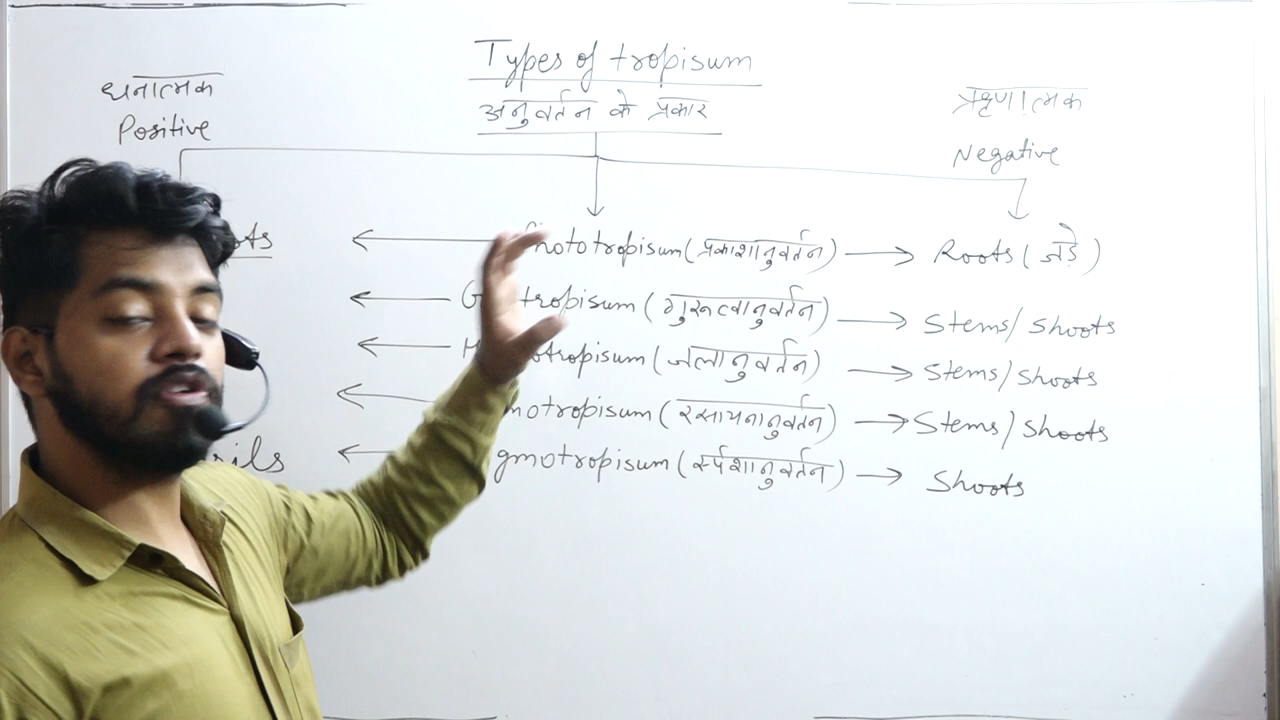 Types of tropisum
अनुवर्तन के प्रकार
धनात्मक
Positive
ऋणात्मक
Negative
Phototropisum (प्रकाशानुवर्तन) → Roots (जड़े)
tropisum (गुरुत्वानुवर्तन) → Stems/Shoots
otropisum (जलानुवर्तन) → Stems/Shoots
motropisum (रसायनानुवर्तन) → Stems/Shoots
gmotropisum (र्स्पशानुवर्तन) → Shoots